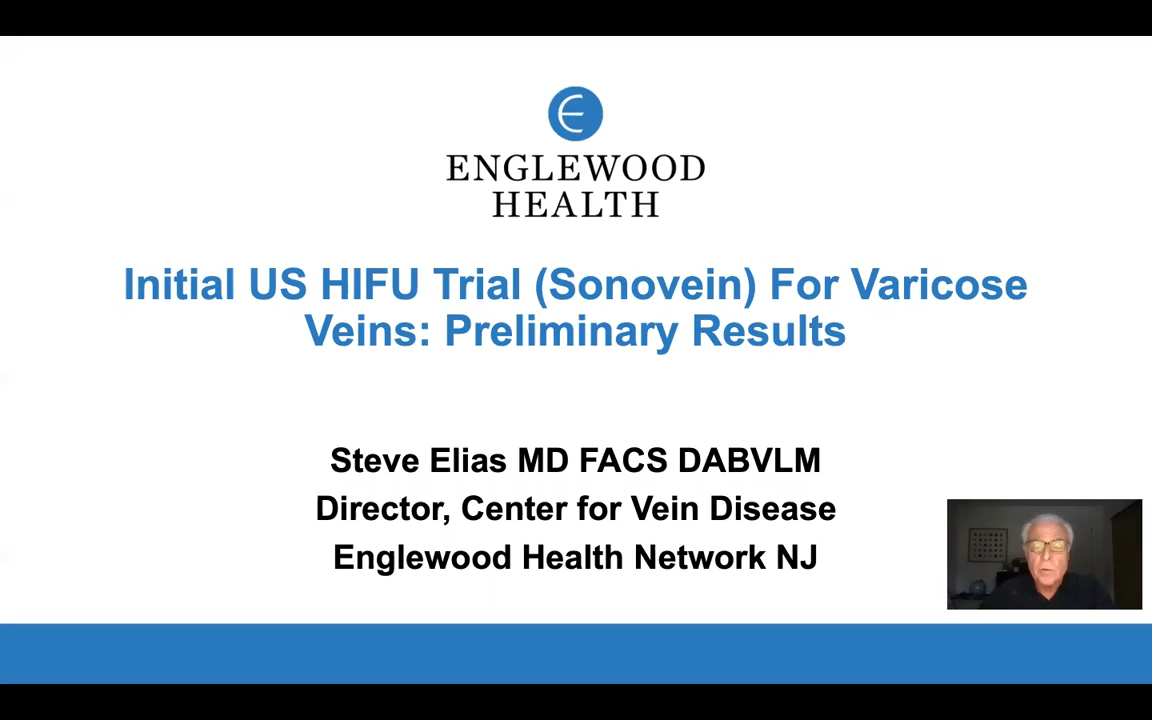 ENGLEWOOD
HEALTH
Initial US HIFU Trial (Sonovein) For Varicose
Veins: Preliminary Results
Steve Elias MD FACS DABVLM
Director, Center for Vein Disease
Englewood Health Network NJ